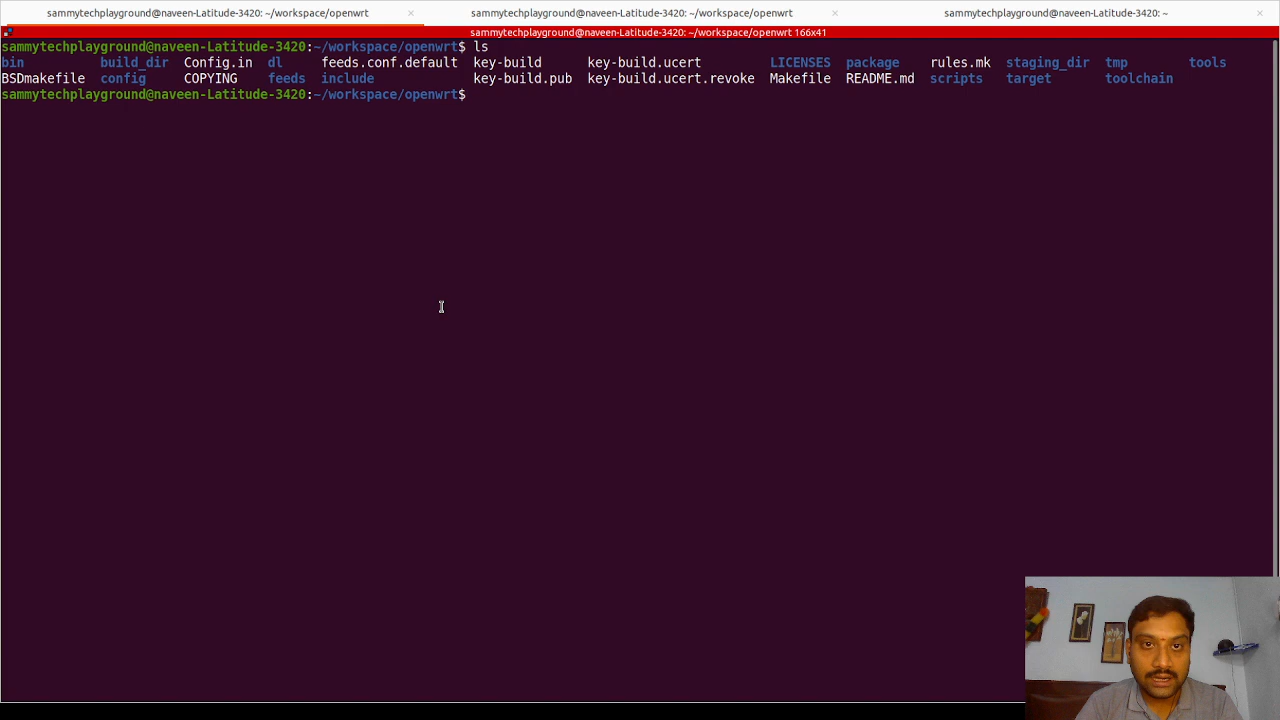 sammytechplayground@naveen-Latitude-3420: ~/workspace/openwrt × sammytechplayground@naveen-Latitude-3420: ~/workspace/openwrt × sammytechplayground@naveen-Latitude-3420: ~ ×
sammytechplayground@naveen-Latitude-3420: ~/workspace/openwrt 166x41
sammytechplayground@naveen-Latitude-3420:~/workspace/openwrt$ ls
bin build_dir Config.in dl feeds.conf.default key-build key-build.ucert LICENSES package rules.mk staging_dir tmp tools
BSDmakefile config COPYING feeds include key-build.pub key-build.ucert.revoke Makefile README.md scripts target toolchain
sammytechplayground@naveen-Latitude-3420:~/workspace/openwrt$